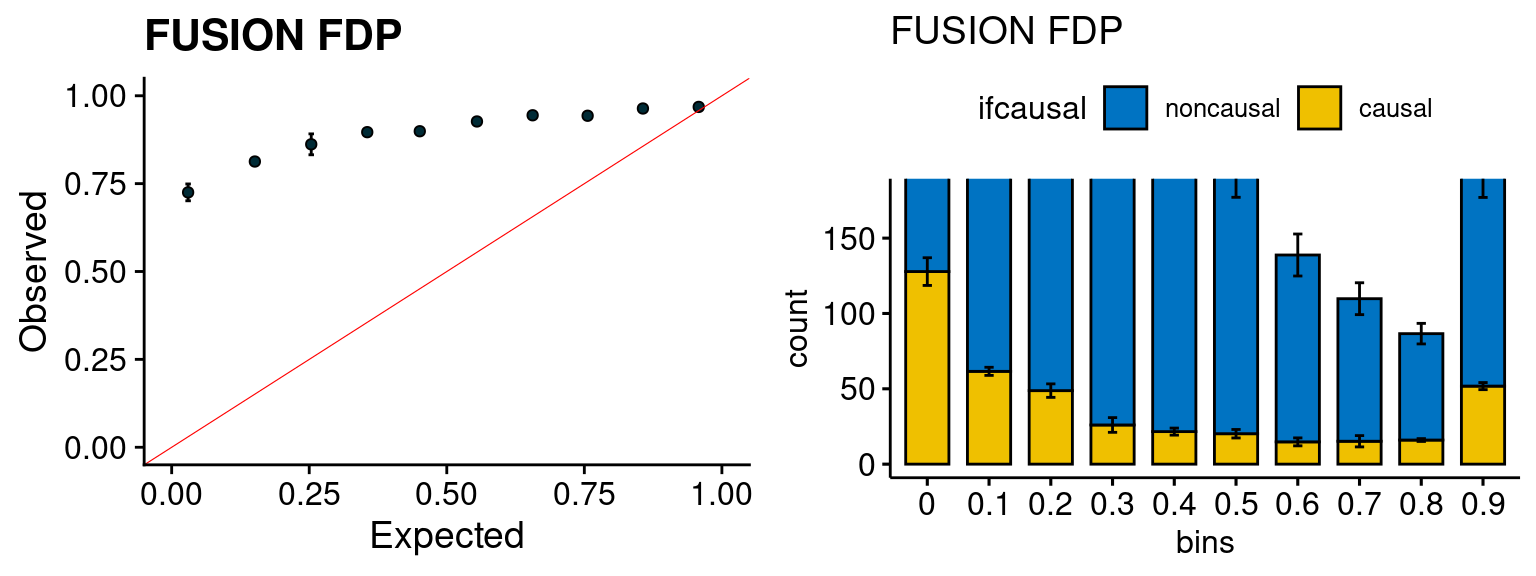 FUSION FDP
1.00
0.75
0.50
0.25
0.00
Observed
0.00 0.25 0.50 0.75 1.00
Expected
FUSION FDP
ifcausal noncausal causal
150
100
50
0
count
0 0.1 0.2 0.3 0.4 0.5 0.6 0.7 0.8 0.9
bins